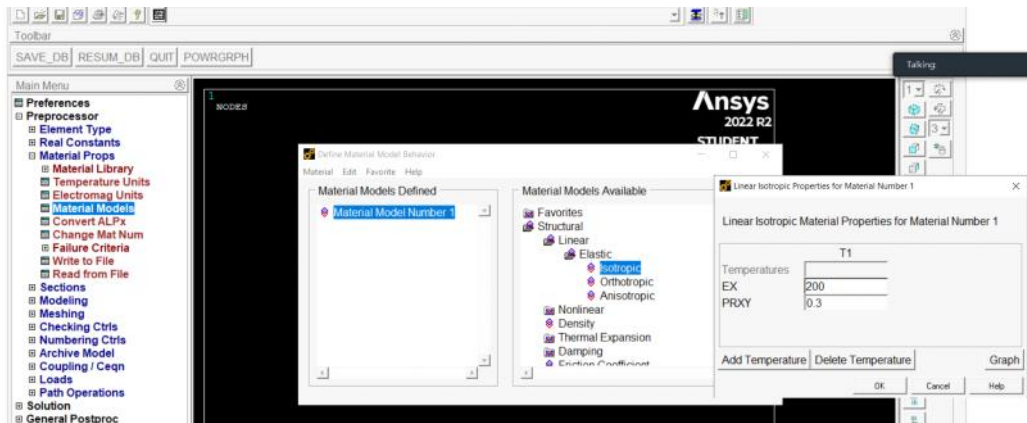 Toolbar
SAVE_DB RESUM_DB QUIT POWRGRPH
Main Menu
Preferences
Preprocessor
Element Type
Real Constants
Material Props
Material Library
Temperature Units
Electromag Units
Material Models
Convert ALPx
Change Mat Num
Failure Criteria
Write to File
Read from File
Sections
Modeling
Meshing
Checking Ctrls
Numbering Ctrls
Archive Model
Coupling / Ceqn
Loads
Path Operations
Solution
General Postproc
1
NODES
Ansys
2022 R2
STUDENT
Talking:
1
3
Define Material Model Behavior
Material Edit Favorite Help
Material Models Defined
Material Model Number 1
Material Models Available
Favorites
Structural
Linear
Elastic
Isotropic
Orthotropic
Anisotropic
Nonlinear
Density
Thermal Expansion
Damping
Friction Coefficient
Linear Isotropic Properties for Material Number 1
Linear Isotropic Material Properties for Material Number 1
T1
Temperatures
EX 200
PRXY 0.3
Add Temperature Delete Temperature Graph
OK Cancel Help